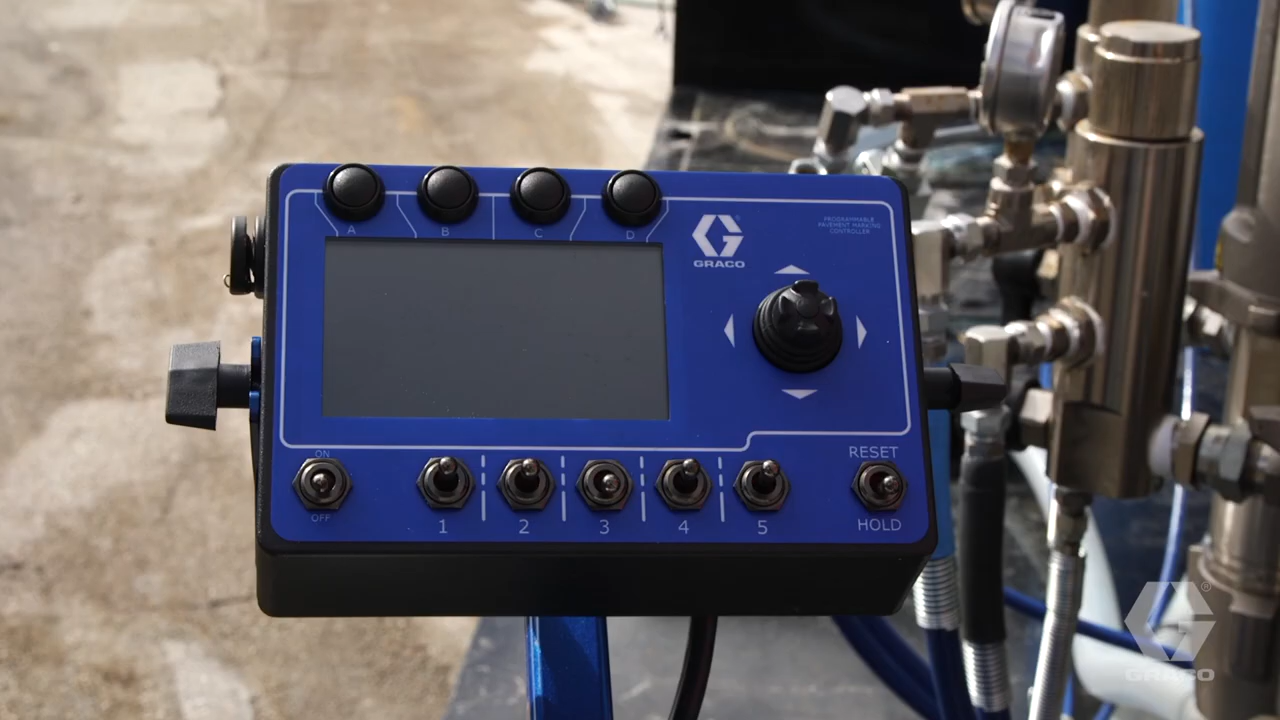 A B C D
GRACO
PROGRAMMABLE
PAVEMENT MARKING
CONTROLLER
ON
OFF
1 2 3 4 5
RESET
HOLD
GRACO